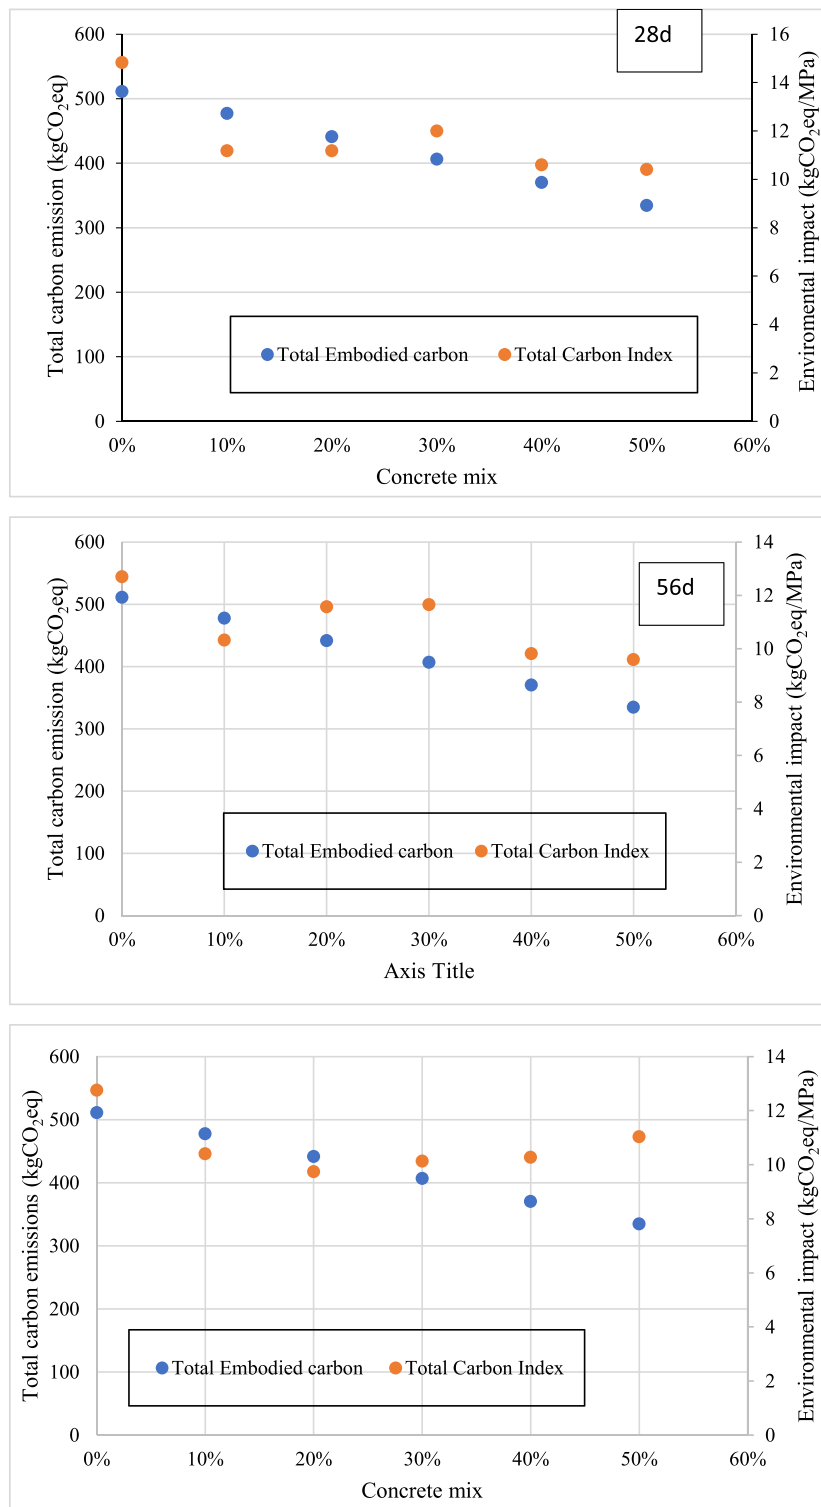 28d
Total carbon emission (kgCO2eq)
600
500
400
300
200
100
0
16
14
12
10
8
6
4
2
0
Enviromental impact (kgCO2eq/MPa)
Total Embodied carbon Total Carbon Index
0% 10% 20% 30% 40% 50% 60%
Concrete mix
56d
Total carbon emission (kgCO2eq)
600
500
400
300
200
100
0
14
12
10
8
6
4
2
0
Environmental impact (kgCO2eq/MPa)
Total Embodied carbon Total Carbon Index
0% 10% 20% 30% 40% 50% 60%
Axis Title
Total carbon emissions (kgCO2eq)
600
500
400
300
200
100
0
14
12
10
8
6
4
2
0
Environmental impact (kgCO2eq/MPa)
Total Embodied carbon Total Carbon Index
0% 10% 20% 30% 40% 50% 60%
Concrete mix